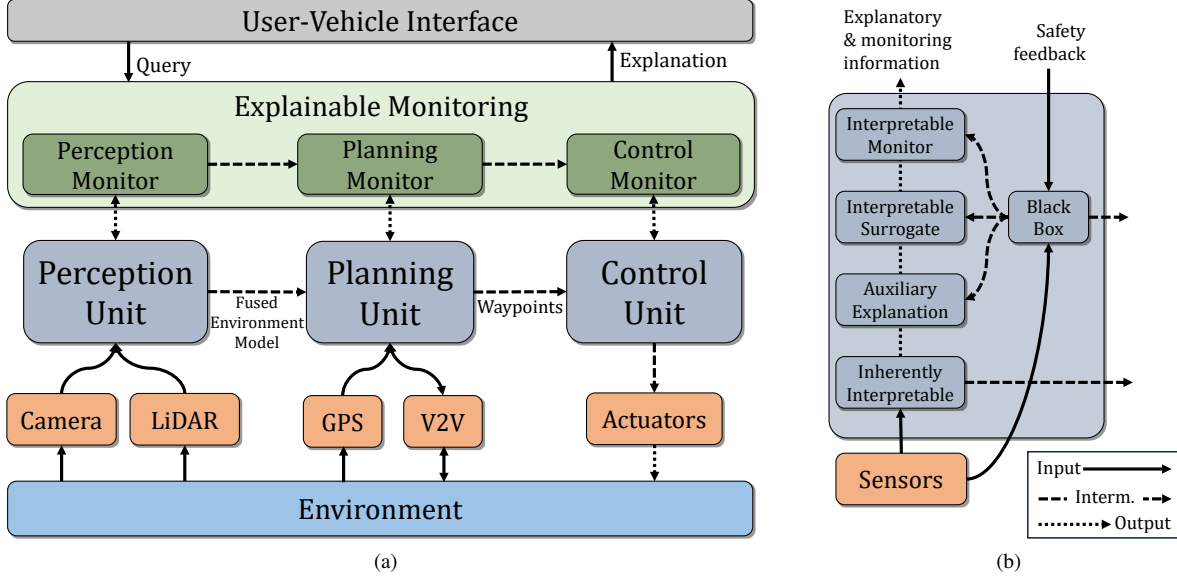 User-Vehicle Interface
Query
Explanation
Explainable Monitoring
Perception
Monitor
Planning
Monitor
Control
Monitor
Perception
Unit
Fused
Environment
Model
Planning
Unit
Waypoints
Control
Unit
Camera
LiDAR
GPS
V2V
Actuators
Environment
(a)
Explanatory
& monitoring
information
Safety
feedback
Interpretable
Monitor
Interpretable
Surrogate
Black
Box
Auxiliary
Explanation
Inherently
Interpretable
Sensors
Input
Interm.
Output
(b)